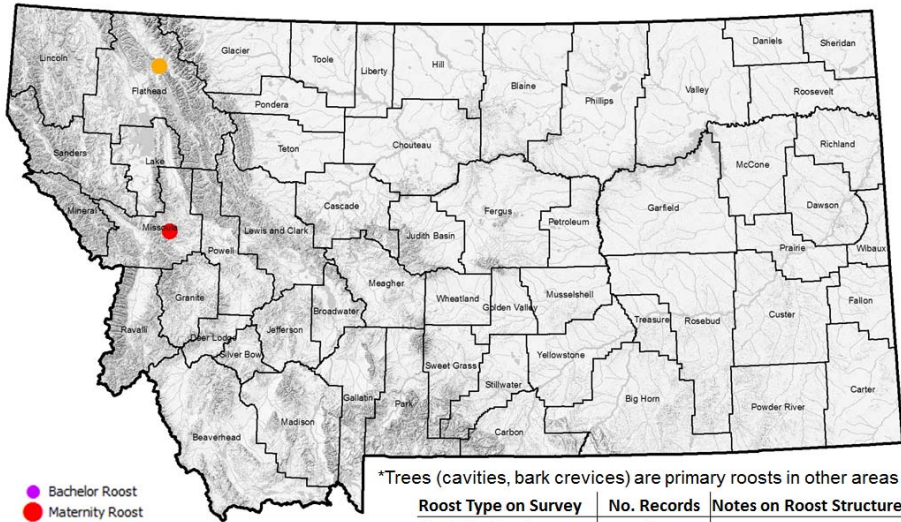 Daniels
Sheridan
Glacier
Toole
Liberty
Hill
Lincoln
Blaine
Valley
Flathead
Phillips
Roosevelt
Pondera
Richland
Teton
Chouteau
Sanders
Lake
McCone
Dawson
Mineral
Cascade
Fergus
Garfield
Missoula
Lewis and Clark
Judith Basin
Petroleum
Prairie
Wibaux
Powell
Meagher
Granite
Wheatland
Golden Valley
Musselshell
Fallon
Broadwater
Treasure
Rosebud
Custer
Ravalli
Deer Lodge
Jefferson
Silver Bow
Sweet Grass
Yellowstone
Stillwater
Gallatin
Park
Big Horn
Carter
Madison
Powder River
Beaverhead
Carbon
*Trees (cavities, bark crevices) are primary roosts in other areas
Bachelor Roost
Maternity Roost
Roost Type on Survey No. Records Notes on Roost Structure